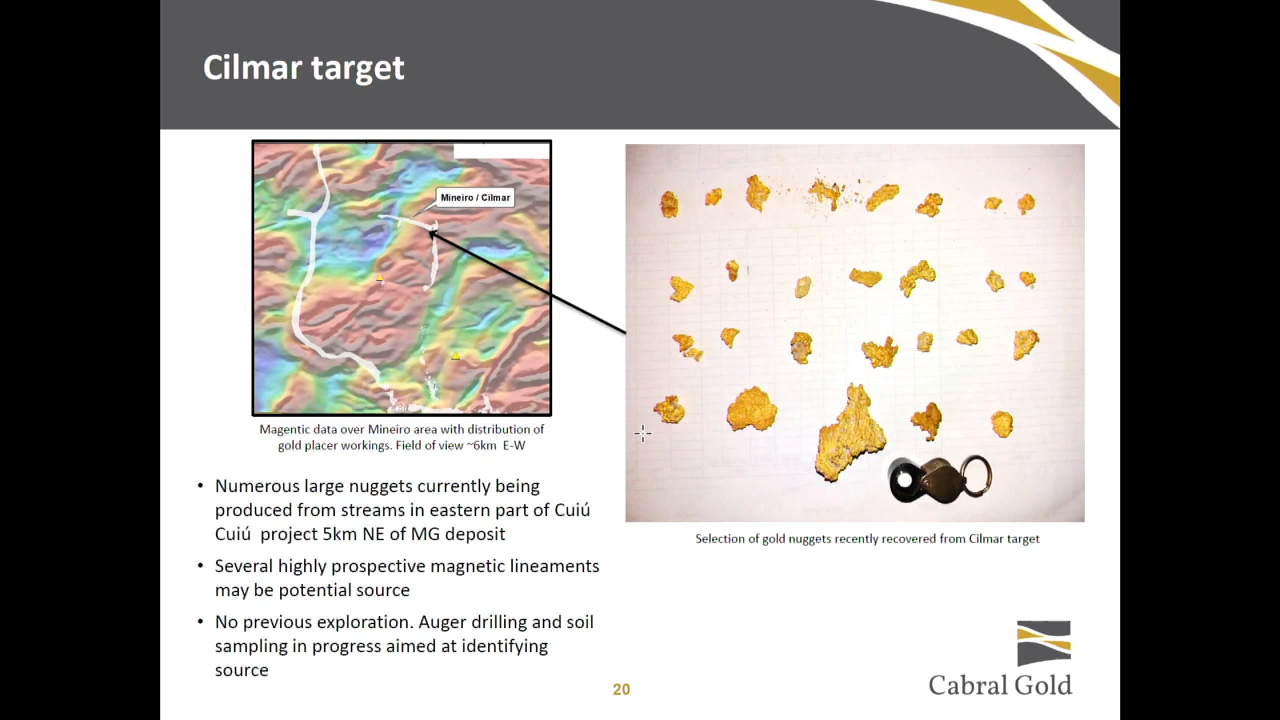 Cilmar target
Mineiro / Cilmar
Magentic data over Mineiro area with distribution of
gold placer workings. Field of view ~6km  E-W
• Numerous large nuggets currently being
produced from streams in eastern part of Cuiú
Cuiú  project 5km NE of MG deposit
• Several highly prospective magnetic lineaments
may be potential source
• No previous exploration. Auger drilling and soil
sampling in progress aimed at identifying
source
Selection of gold nuggets recently recovered from Cilmar target
20
Cabral Gold